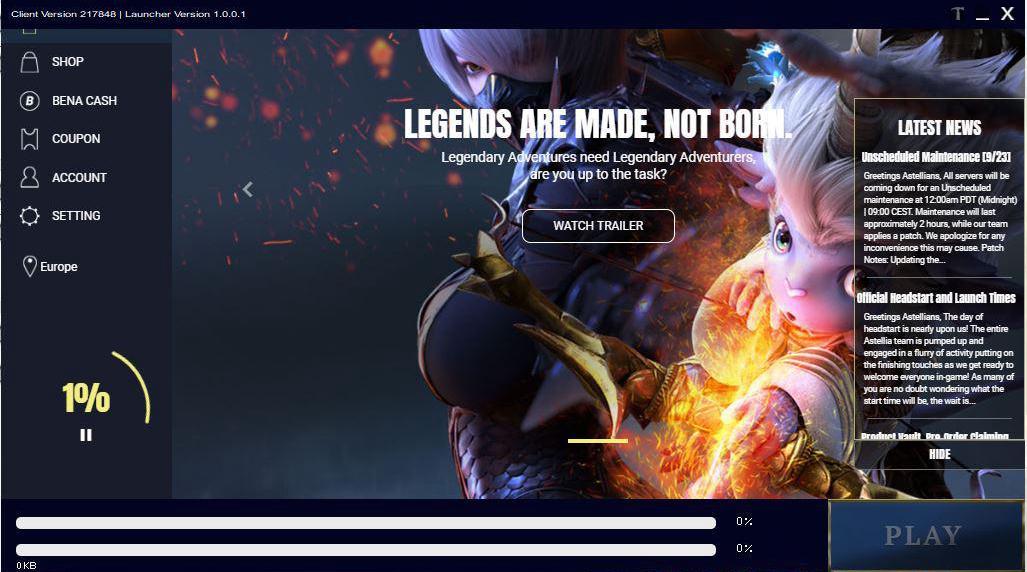 Client Version 217848 | Launcher Version 1.0.0.1
T
X
SHOP
B
BENA CASH
COUPON
ACCOUNT
SETTING
Europe
1%
LEGENDS ARE MADE, NOT BORN.
Legendary Adventures need Legendary Adventurers,
are you up to the task?
WATCH TRAILER
LATEST NEWS
Unscheduled Maintenance [9/23]
Greetings Astellians, All servers will be
coming down for an Unscheduled
maintenance at 12:00am PDT (Midnight)
| 09:00 CEST. Maintenance will last
approximately 2 hours, while our team
applies a patch. We apologize for any
inconvenience this may cause. Patch
Notes: Updating the...
Official Headstart and Launch Times
Greetings Astellians, The day of
headstart is nearly upon us! The entire
Astellia team is pumped up and
engaged in a flurry of activity putting on
the finishing touches as we get ready to
welcome everyone in-game! As many of
you are no doubt wondering what the
start time will be, the wait is...
Product Vault, Pre-Order Claiming
HIDE
0%
0%
0KB
PLAY